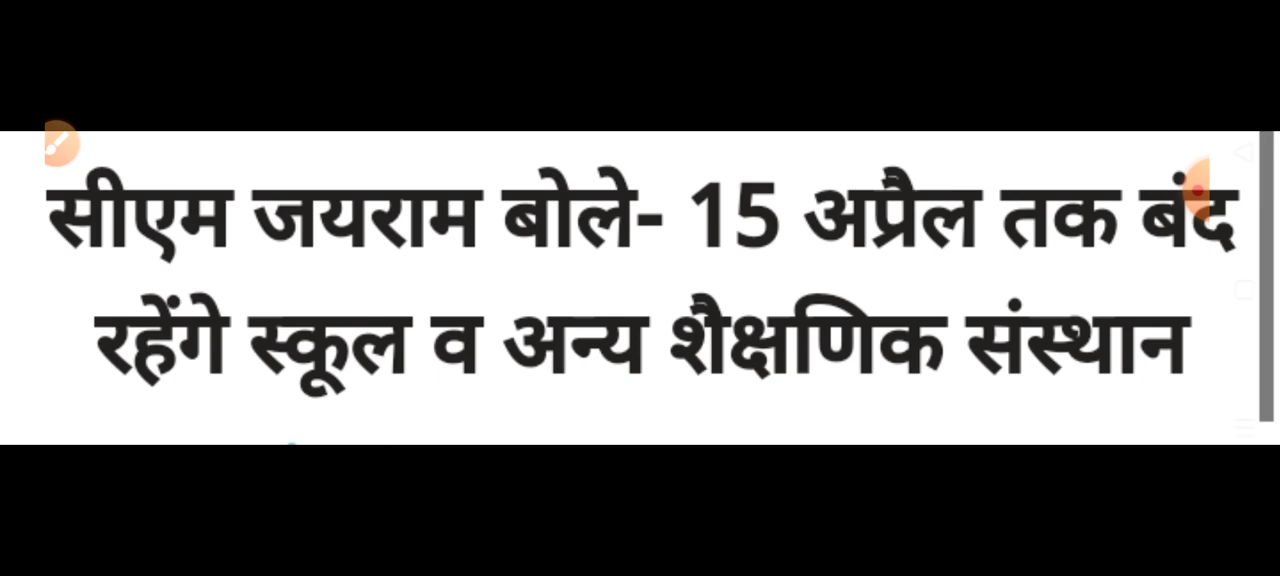 सीएम जयराम बोले- 15 अप्रैल तक बंद
रहेंगे स्कूल व अन्य शैक्षणिक संस्थान